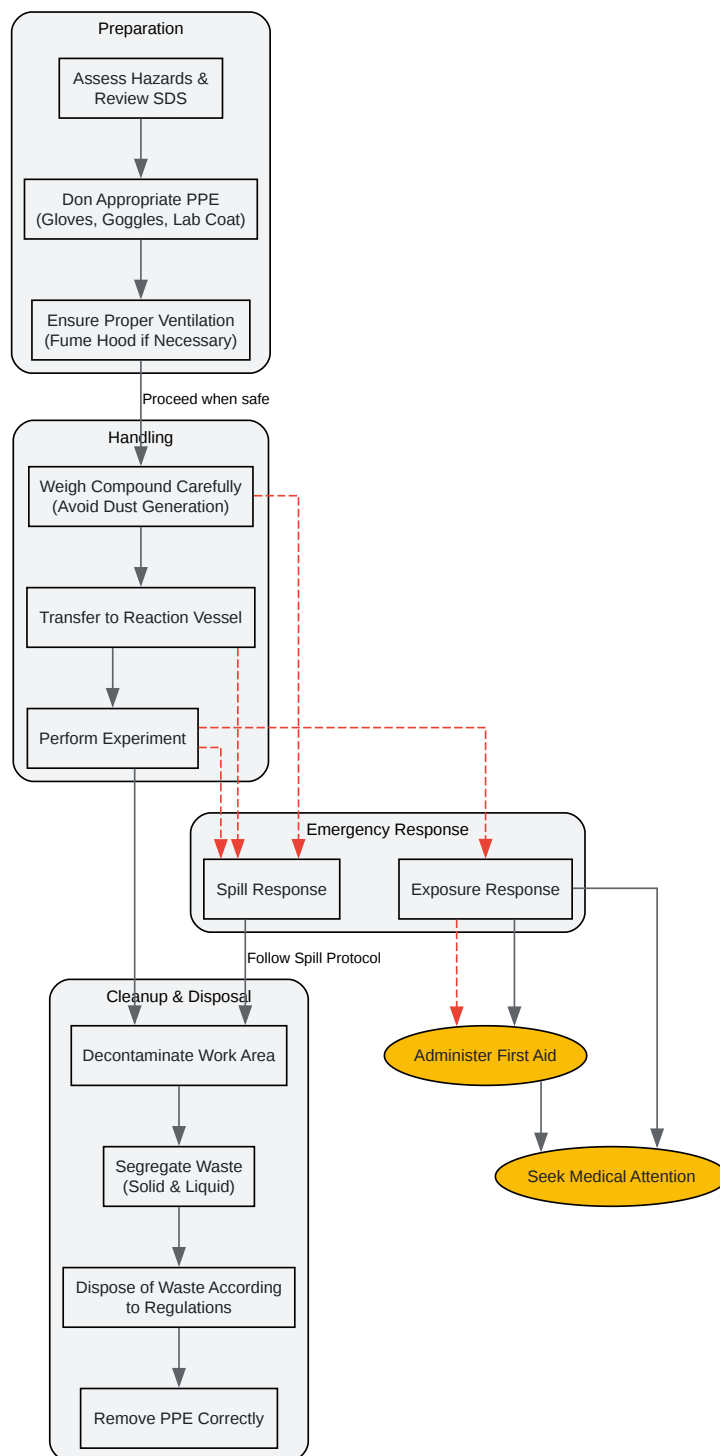 Preparation
Assess Hazards &
Review SDS
Don Appropriate PPE
(Gloves, Goggles, Lab Coat)
Ensure Proper Ventilation
(Fume Hood if Necessary)
Proceed when safe
Handling
Weigh Compound Carefully
(Avoid Dust Generation)
Transfer to Reaction Vessel
Perform Experiment
Emergency Response
Spill Response
Exposure Response
Follow Spill Protocol
Cleanup & Disposal
Decontaminate Work Area
Administer First Aid
Segregate Waste
(Solid & Liquid)
Seek Medical Attention
Dispose of Waste According
to Regulations
Remove PPE Correctly